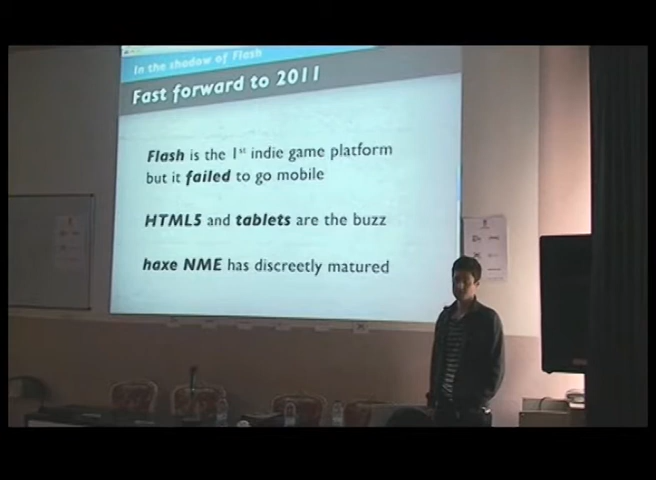 In the shadow of Flash
Fast forward to 2011
Flash is the 1st indie game platform
but it failed to go mobile
HTML5 and tablets are the buzz
haxe NME has discreetly matured